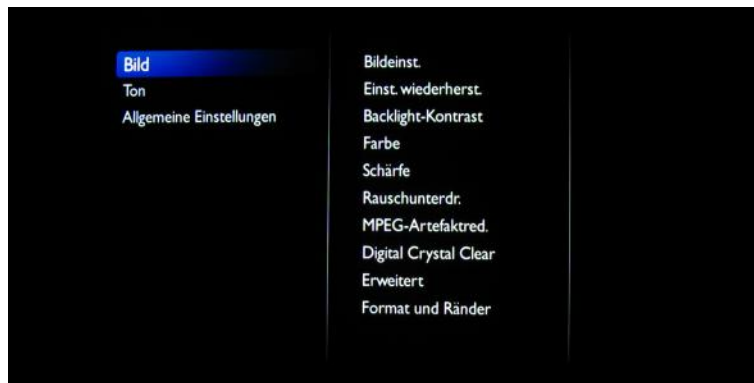 Bild
Ton
Allgemeine Einstellungen
Bildeinst.
Einst. wiederherst.
Backlight-Kontrast
Farbe
Schärfe
Rauschunterdr.
MPEG-Artefaktred.
Digital Crystal Clear
Erweitert
Format und Ränder